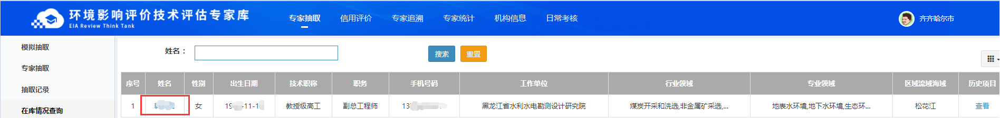 环境影响评价技术评估专家库
EIA Review Think Tank
专家抽取 信用评价 专家追溯 专家统计 机构信息 日常考核
齐齐哈尔市
模拟抽取
专家抽取
抽取记录
在库情况查询
姓名：
搜索 重置
序号 姓名 性别 出生日期 技术职称 职务 手机号码 工作单位 行业领域 专业领域 区域流域海域 历史项目
1 女 19 -11-1 教授级高工 副总工程师 13 黑龙江省水利水电勘测设计研究院 煤炭开采和洗选,非金属矿采选,... 地表水环境,地下水环境,生态环... 松花江 查看